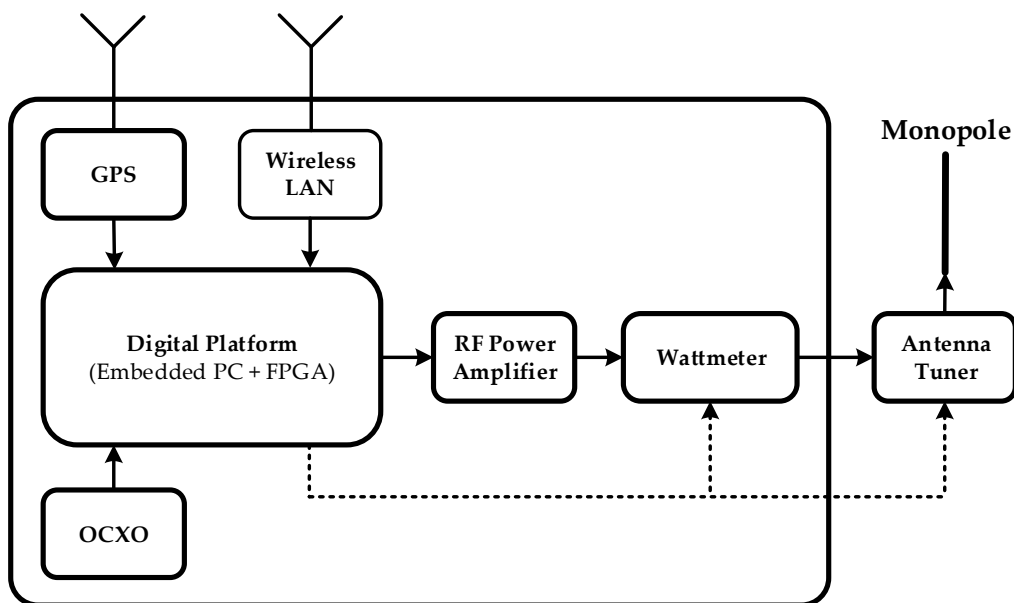 GPS
Wireless
LAN
Monopole
Digital Platform
(Embedded PC + FPGA)
RF Power
Amplifier
Wattmeter
Antenna
Tuner
OCXO